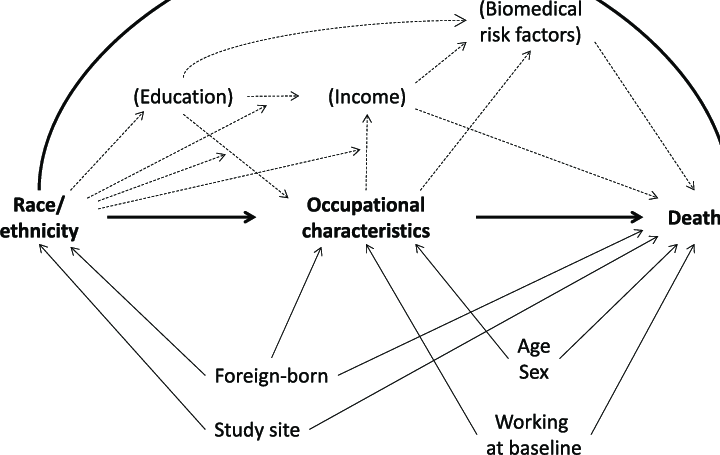 (Biomedical
risk factors)
(Education)
(Income)
Race/
ethnicity
Occupational
characteristics
Death
Foreign-born
Age
Sex
Study site
Working
at baseline